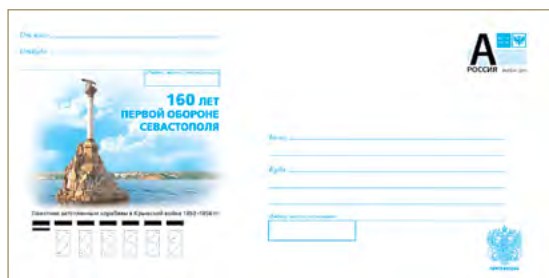 От кого
Откуда
160 ЛЕТ
ПЕРВОЙ ОБОРОНЕ
СЕВАСТОПОЛЯ
Памятник затопленным кораблям в Крымской войне 1853–1856 гг.
А
РОССИЯ
Кому
Куда